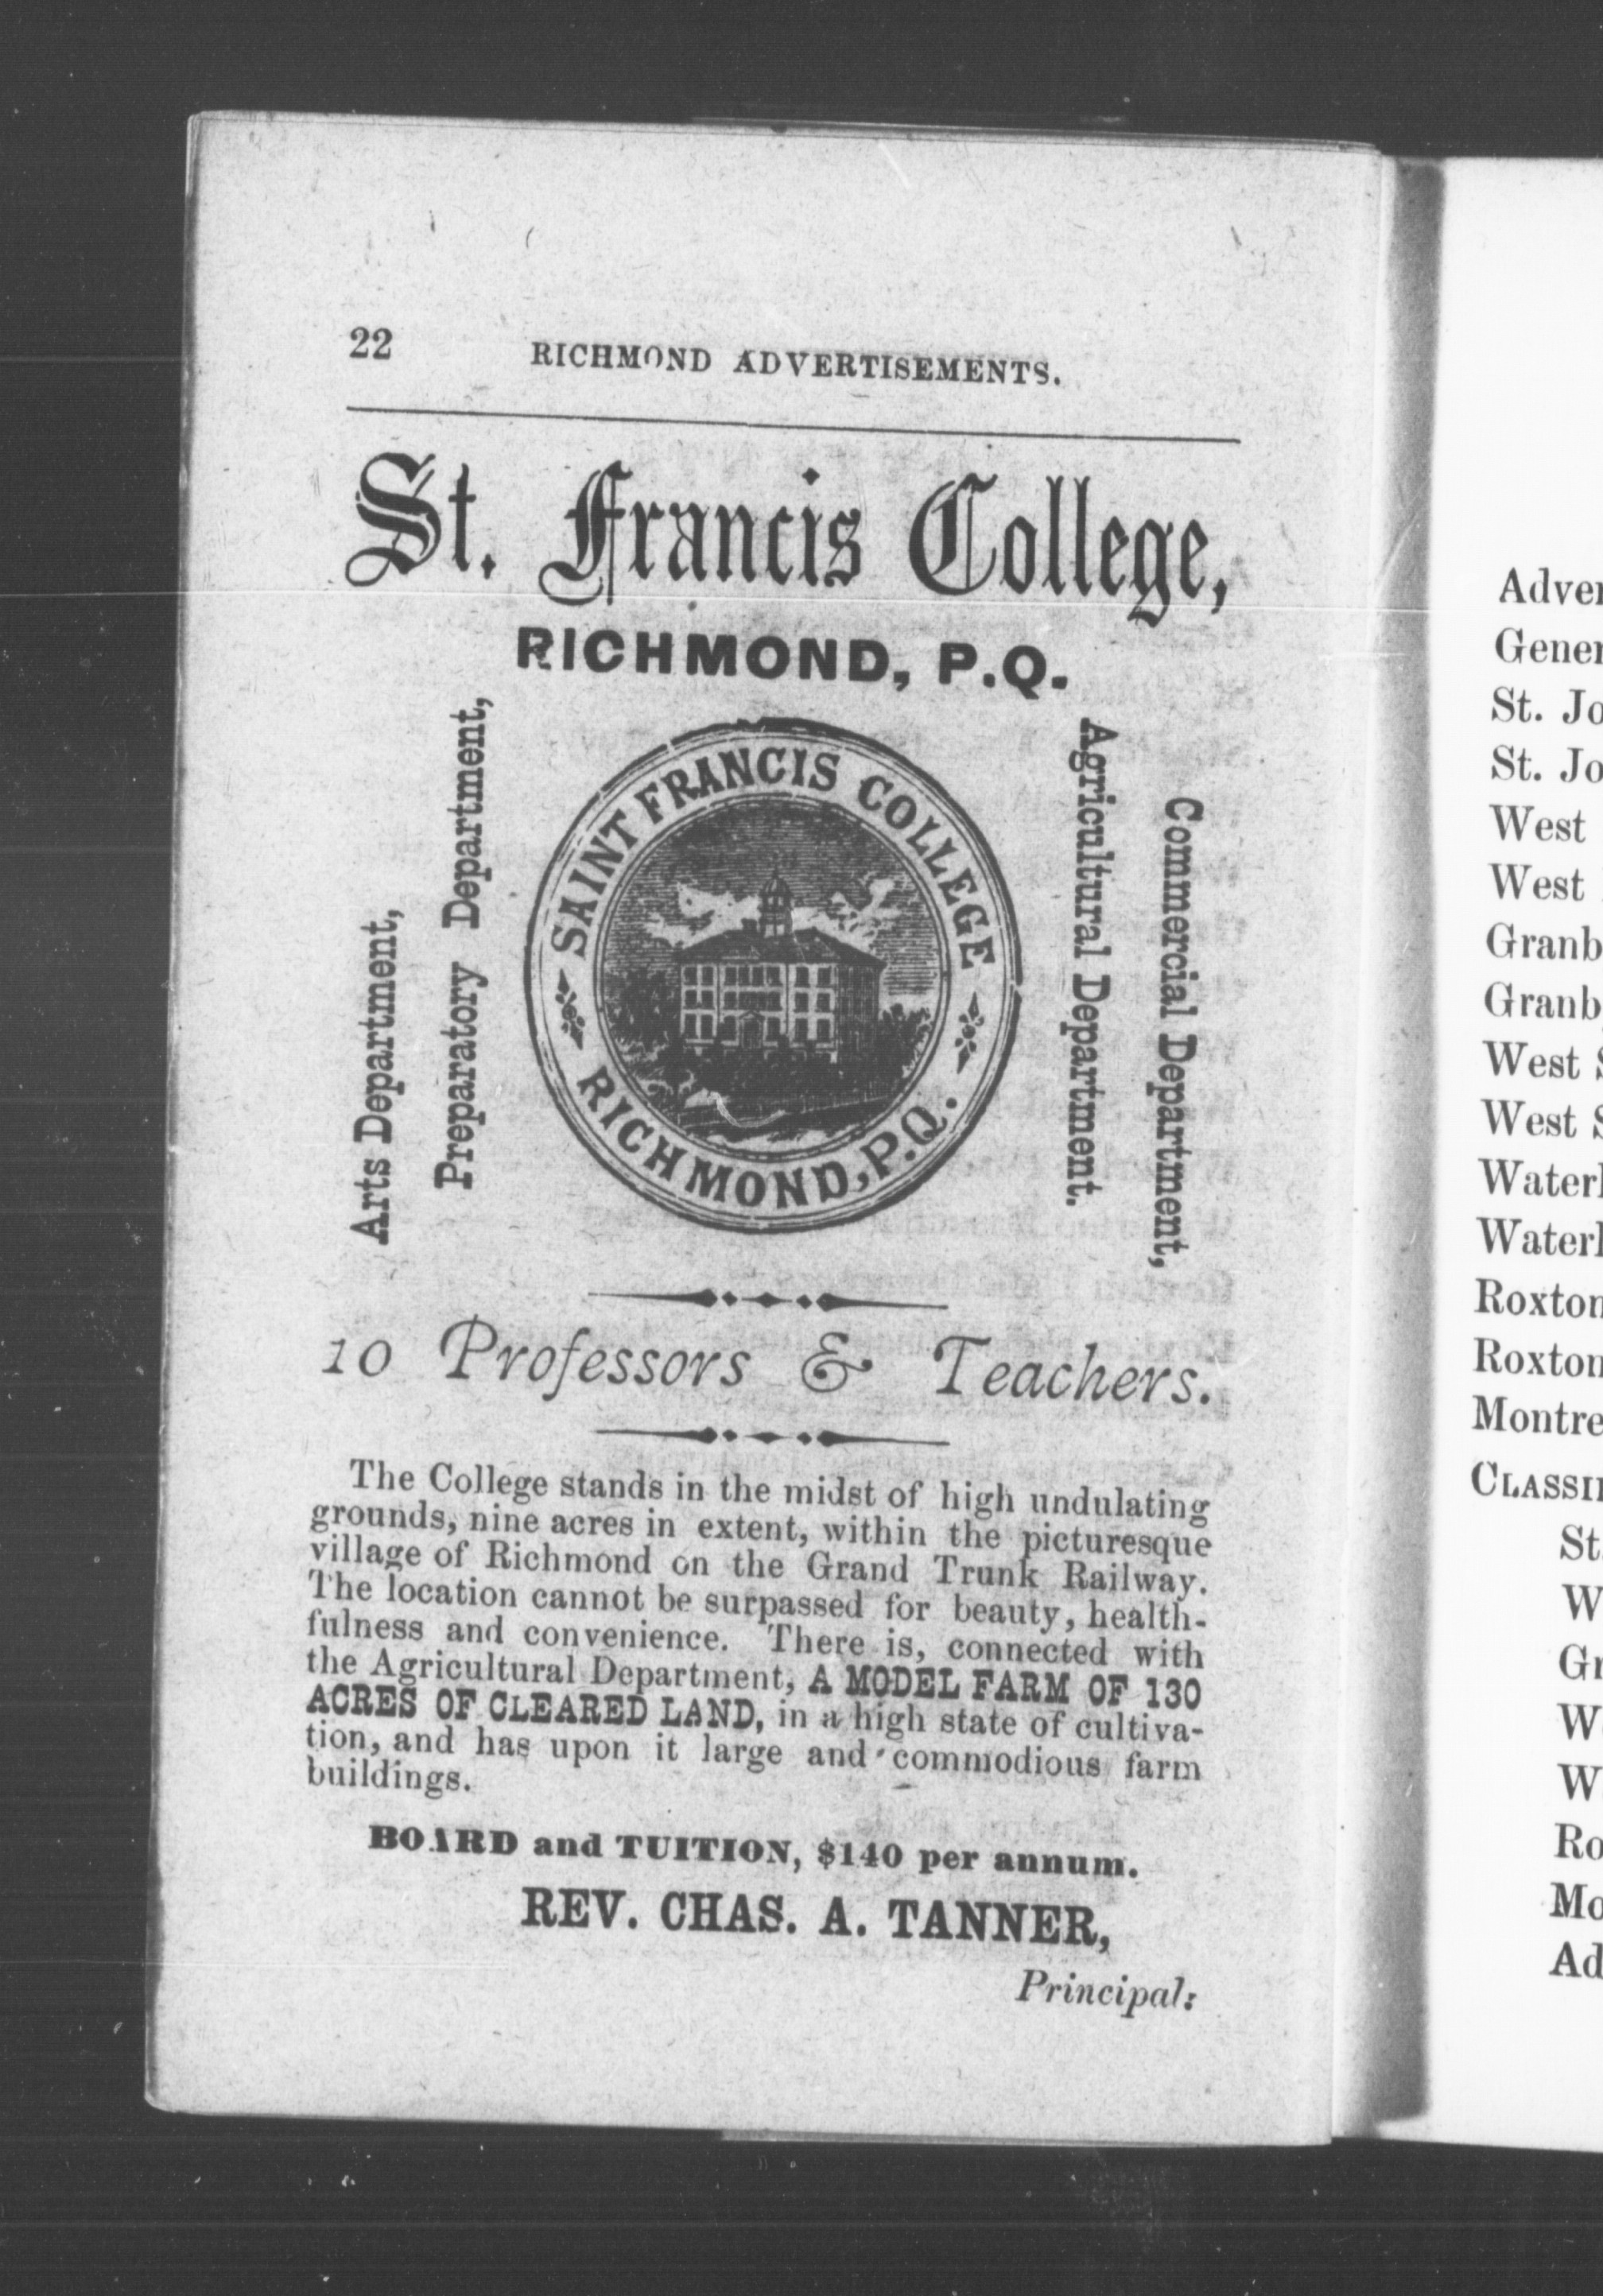 22 RICHMOND ADVERTISEMENTS.
St. Francis College,
RICHMOND, P.Q.
Arts Department,
Preparatory Department,
SAINT FRANCIS COLLEGE
RICHMOND, P.Q.
Agricultural Department.
Commercial Department,
10 Professors & Teachers.
The College stands in the midst of high undulating
grounds, nine acres in extent, within the picturesque
village of Richmond on the Grand Trunk Railway.
The location cannot be surpassed for beauty, health-
fulness and convenience. There is, connected with
the Agricultural Department, A MODEL FARM OF 130
ACRES OF CLEARED LAND, in a high state of cultiva-
tion, and has upon it large and commodious farm
buildings.
BOARD and TUITION, $140 per annum.
REV. CHAS. A. TANNER,
Principal:
St. Jo
St. Jo
West
West
Granb
Granb
West S
West S
Waterl
Waterl
Roxton
Roxton
Montre
St.
W
Gr
W
Ro
Mo
Ad